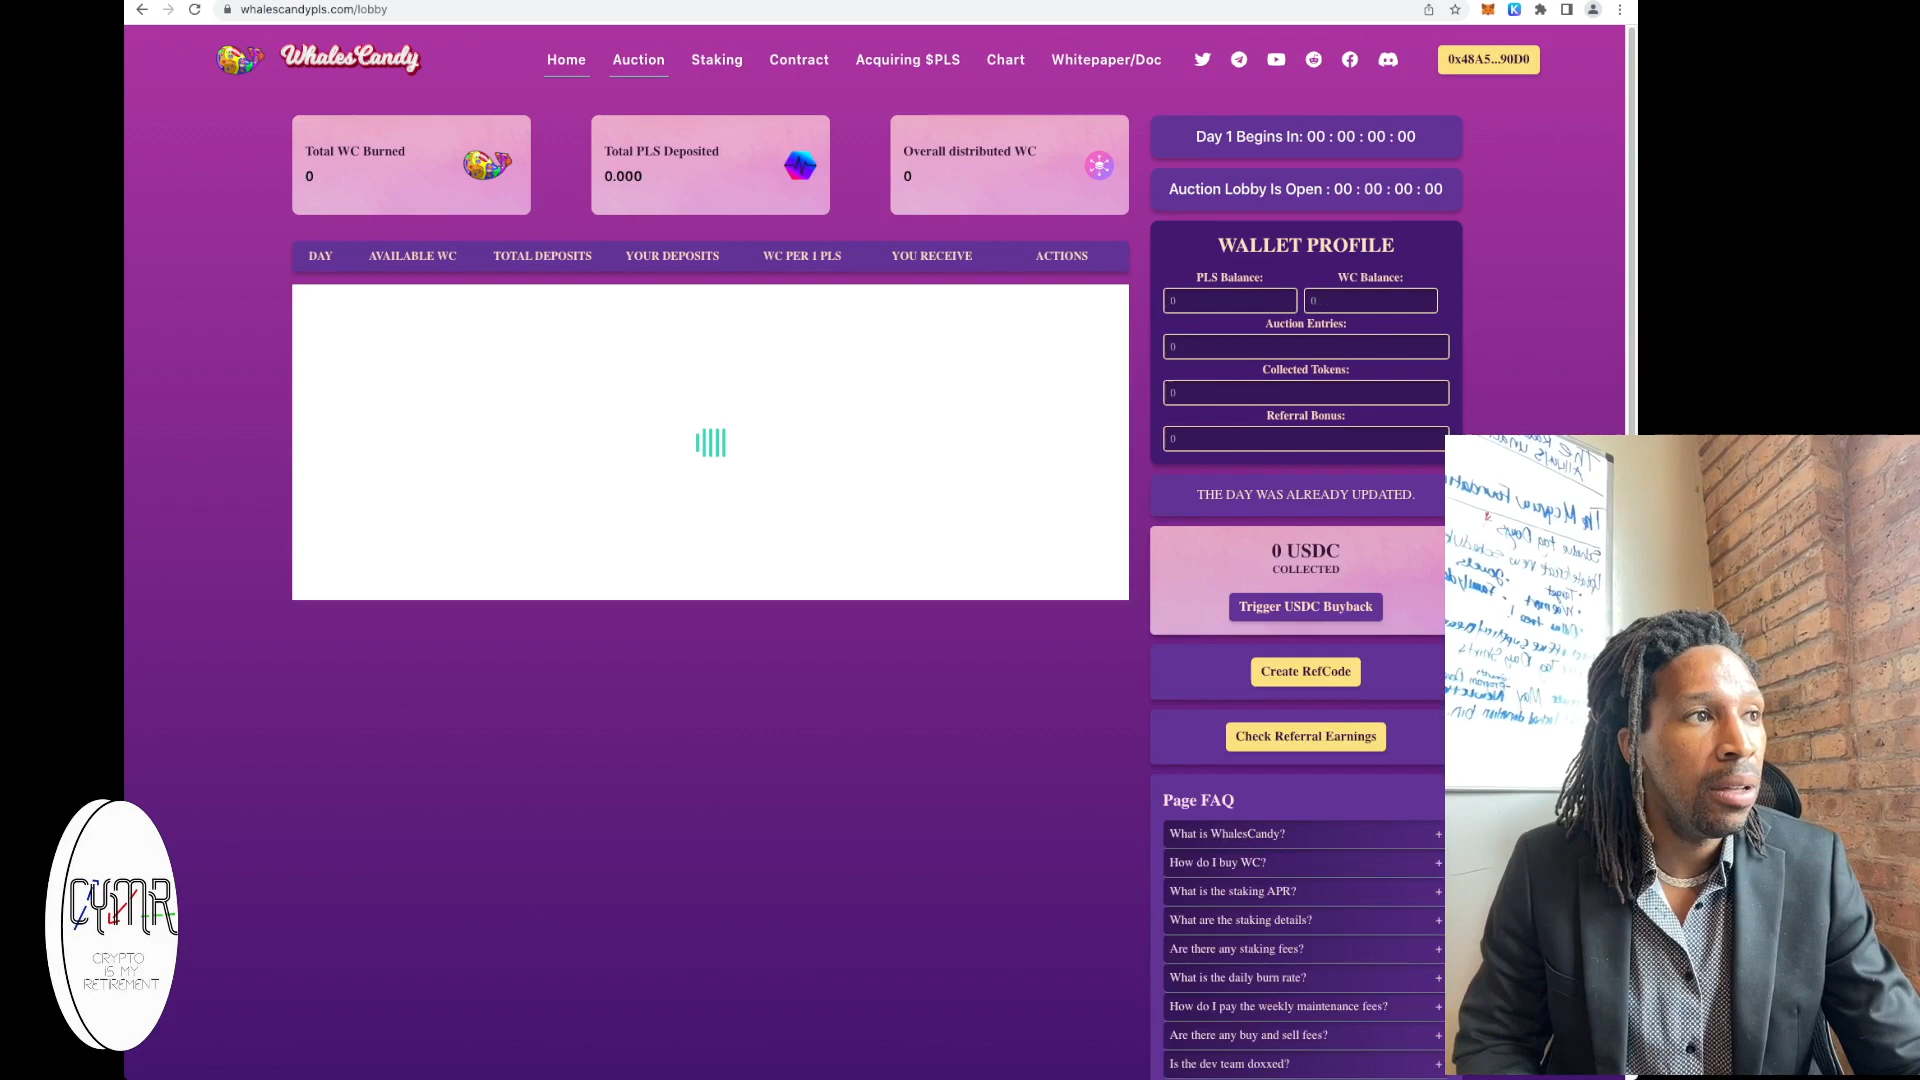 whalescandypls.com/lobby
WhalesCandy
Home
Auction
Staking
Contract
Acquiring $PLS
Chart
Whitepaper/Doc
0x48A5...90D0
Total WC Burned
0
Total PLS Deposited
0.000
Overall distributed WC
0
Day 1 Begins In: 00 : 00 : 00 : 00
Auction Lobby Is Open : 00 : 00 : 00 : 00
DAY
AVAILABLE WC
TOTAL DEPOSITS
YOUR DEPOSITS
WC PER 1 PLS
YOU RECEIVE
ACTIONS
WALLET PROFILE
PLS Balance:
WC Balance:
0
0
Auction Entries:
0
Collected Tokens:
0
Referral Bonus:
0
THE DAY WAS ALREADY UPDATED.
0 USDC
COLLECTED
Trigger USDC Buyback
Create RefCode
Check Referral Earnings
Page FAQ
What is WhalesCandy? +
How do I buy WC? +
What is the staking APR? +
What are the staking details? +
Are there any staking fees? +
What is the daily burn rate? +
How do I pay the weekly maintenance fees? +
Are there any buy and sell fees? +
Is the dev team doxxed? +
CYMR
CRYPTO
IS MY
RETIREMENT
The Mcgraw Foundation